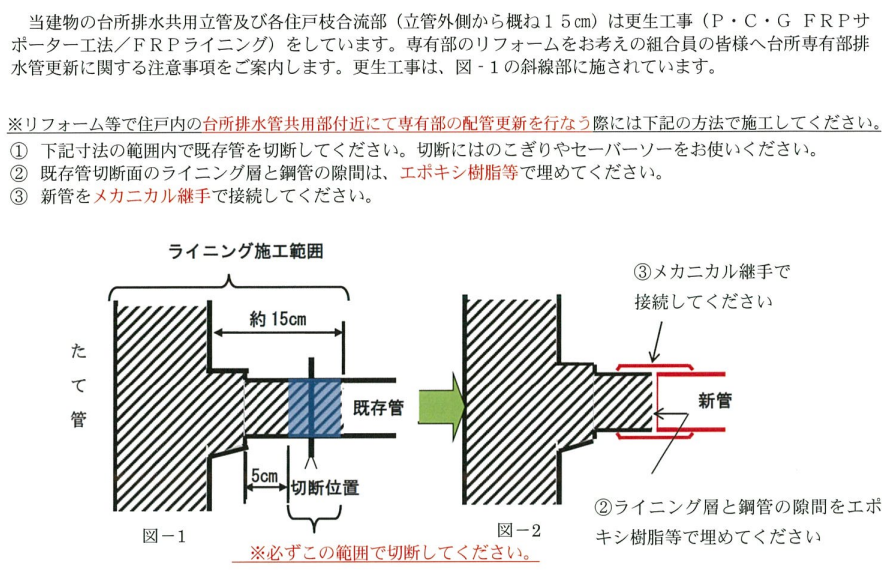 当建物の台所排水共用立管及び各住戸枝合流部（立管外側から概ね１５㎝）は更生工事（Ｐ・Ｃ・Ｇ ＦＲＰサ
ポーター工法／ＦＲＰライニング）をしています。専有部のリフォームをお考えの組合員の皆様へ台所専有部排
水管更新に関する注意事項をご案内します。更生工事は、図‐１の斜線部に施されています。
※リフォーム等で住戸内の台所排水管共用部付近にて専有部の配管更新を行なう際には下記の方法で施工してください。
① 下記寸法の範囲内で既存管を切断してください。切断にはのこぎりやセーバーソーをお使いください。
② 既存管切断面のライニング層と鋼管の隙間は、エポキシ樹脂等で埋めてください。
③ 新管をメカニカル継手で接続してください。
ライニング施工範囲
約15cm
たて管
既存管
5cm
切断位置
図－1
※必ずこの範囲で切断してください。
③メカニカル継手で
接続してください
新管
図－2
②ライニング層と鋼管の隙間をエポ
キシ樹脂等で埋めてください